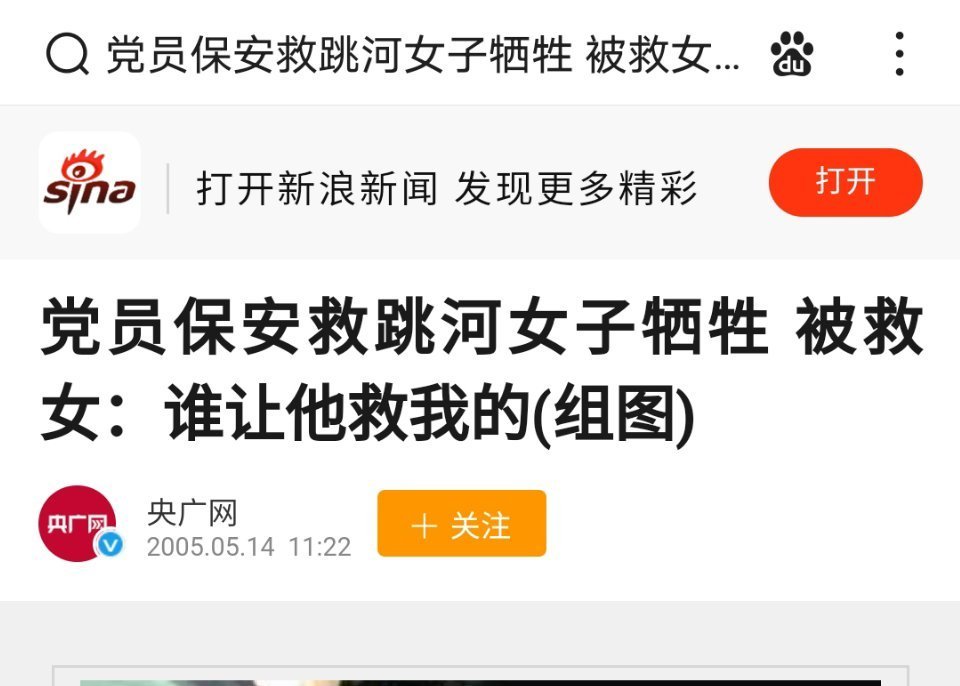 党员保安救跳河女子牺牲 被救女...
du
sina
打开新浪新闻 发现更多精彩
打开
党员保安救跳河女子牺牲 被救
女：谁让他救我的(组图)
央广网
央广网
2005.05.14 11:22
+ 关注